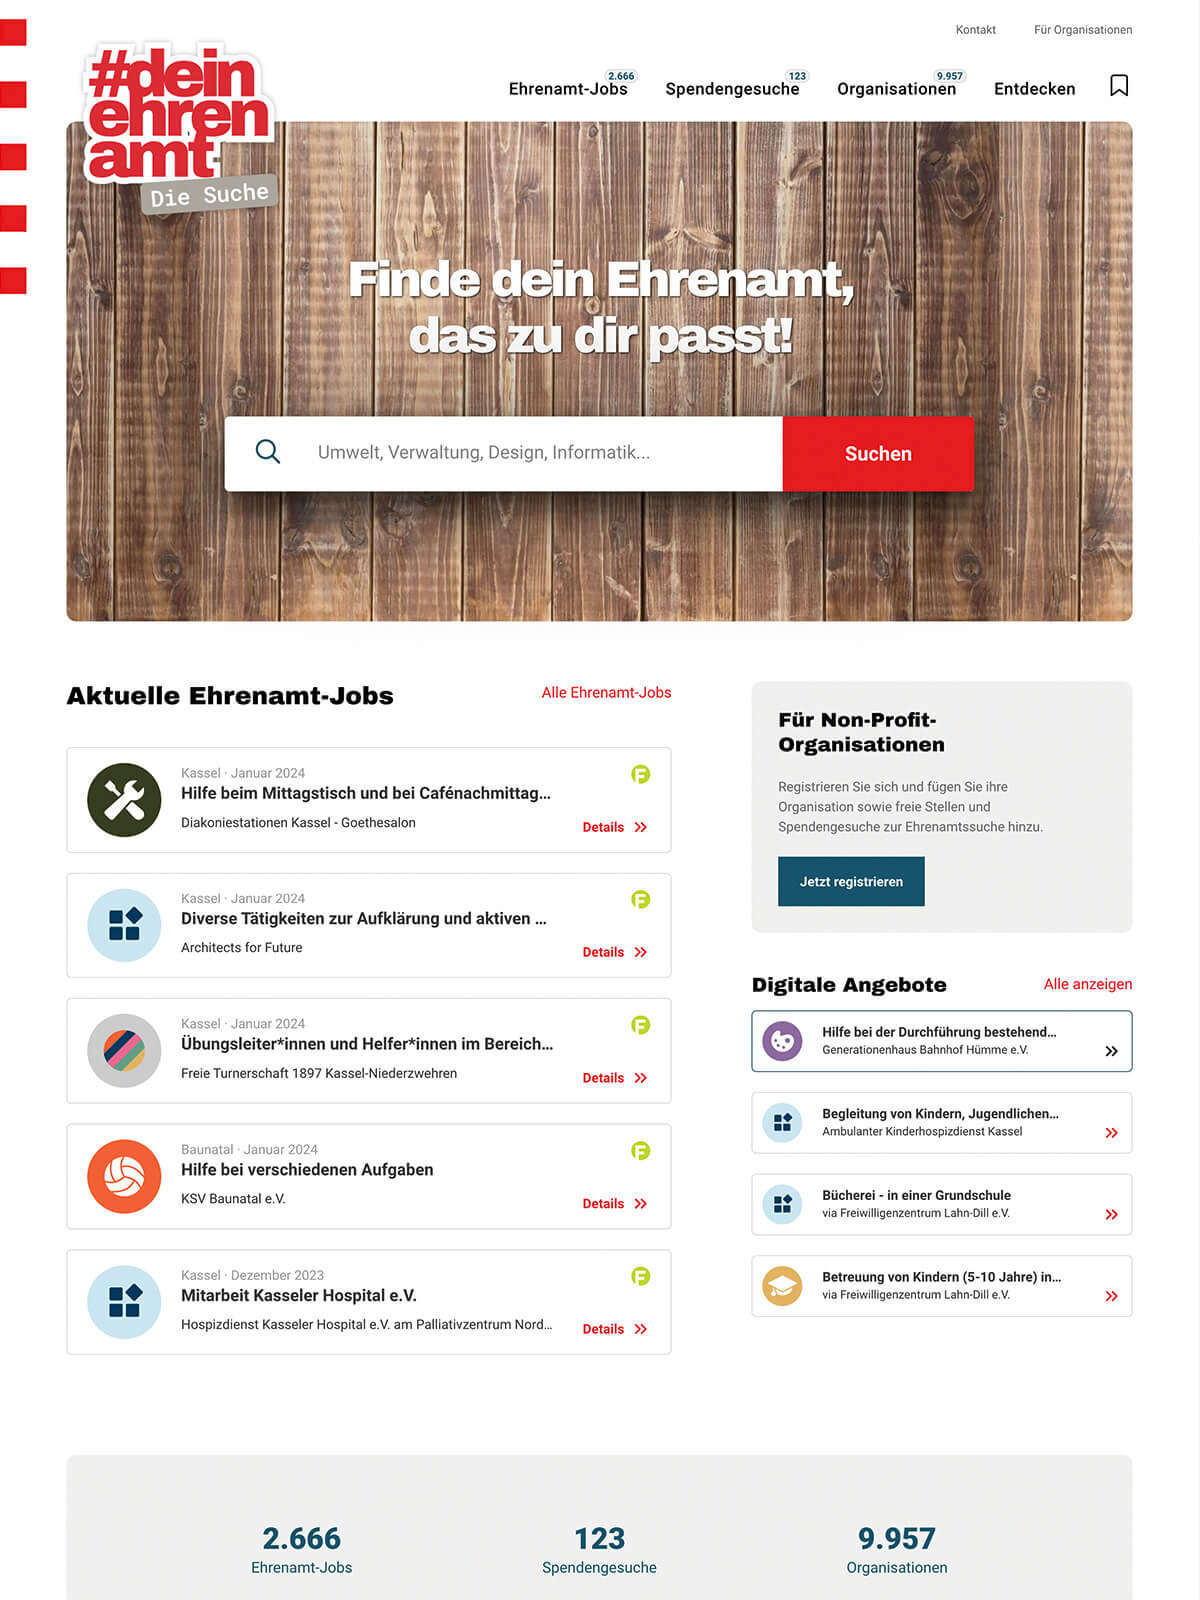 Kontakt
Für Organisationen
#dein
ehren
amt
Die Suche
Ehrenamt-Jobs 2.666
Spendengesuche 123
Organisationen 9.957
Entdecken
Finde dein Ehrenamt,
das zu dir passt!
Umwelt, Verwaltung, Design, Informatik...
Suchen
Aktuelle Ehrenamt-Jobs
Alle Ehrenamt-Jobs
Kassel · Januar 2024
Hilfe beim Mittagstisch und bei Cafénachmittag...
Diakoniestationen Kassel - Goethesalon
F
Details
Kassel · Januar 2024
Diverse Tätigkeiten zur Aufklärung und aktiven ...
Architects for Future
F
Details
Kassel · Januar 2024
Übungsleiter*innen und Helfer*innen im Bereich...
Freie Turnerschaft 1897 Kassel-Niederzwehren
F
Details
Baunatal · Januar 2024
Hilfe bei verschiedenen Aufgaben
KSV Baunatal e.V.
F
Details
Kassel · Dezember 2023
Mitarbeit Kasseler Hospital e.V.
Hospizdienst Kasseler Hospital e.V. am Palliativzentrum Nord...
F
Details
Für Non-Profit-
Organisationen
Registrieren Sie sich und fügen Sie ihre
Organisation sowie freie Stellen und
Spendengesuche zur Ehrenamtssuche hinzu.
Jetzt registrieren
Digitale Angebote
Alle anzeigen
Hilfe bei der Durchführung bestehend...
Generationenhaus Bahnhof Hümme e.V.
Begleitung von Kindern, Jugendlichen...
Ambulanter Kinderhospizdienst Kassel
Bücherei - in einer Grundschule
via Freiwilligenzentrum Lahn-Dill e.V.
Betreuung von Kindern (5-10 Jahre) in...
via Freiwilligenzentrum Lahn-Dill e.V.
2.666
Ehrenamt-Jobs
123
Spendengesuche
9.957
Organisationen